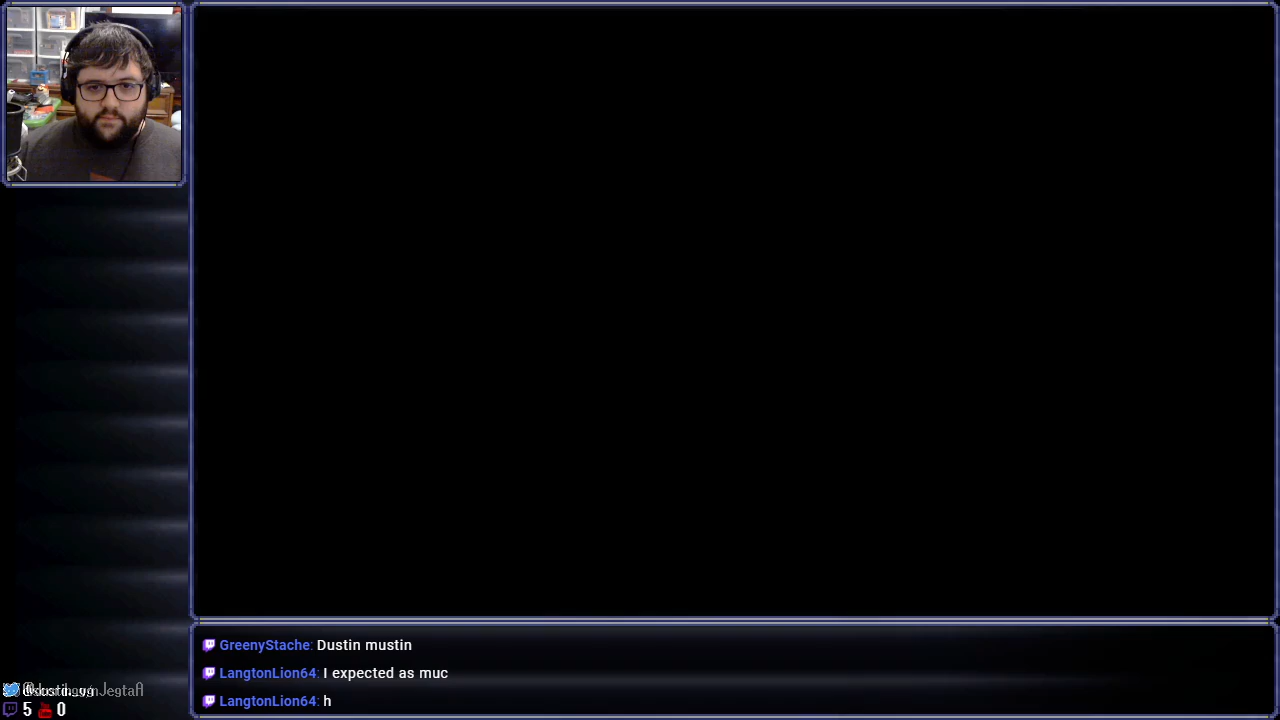 GreenyStache: Dustin mustin
LangtonLion64: I expected as muc
LangtonLion64: h
5 0